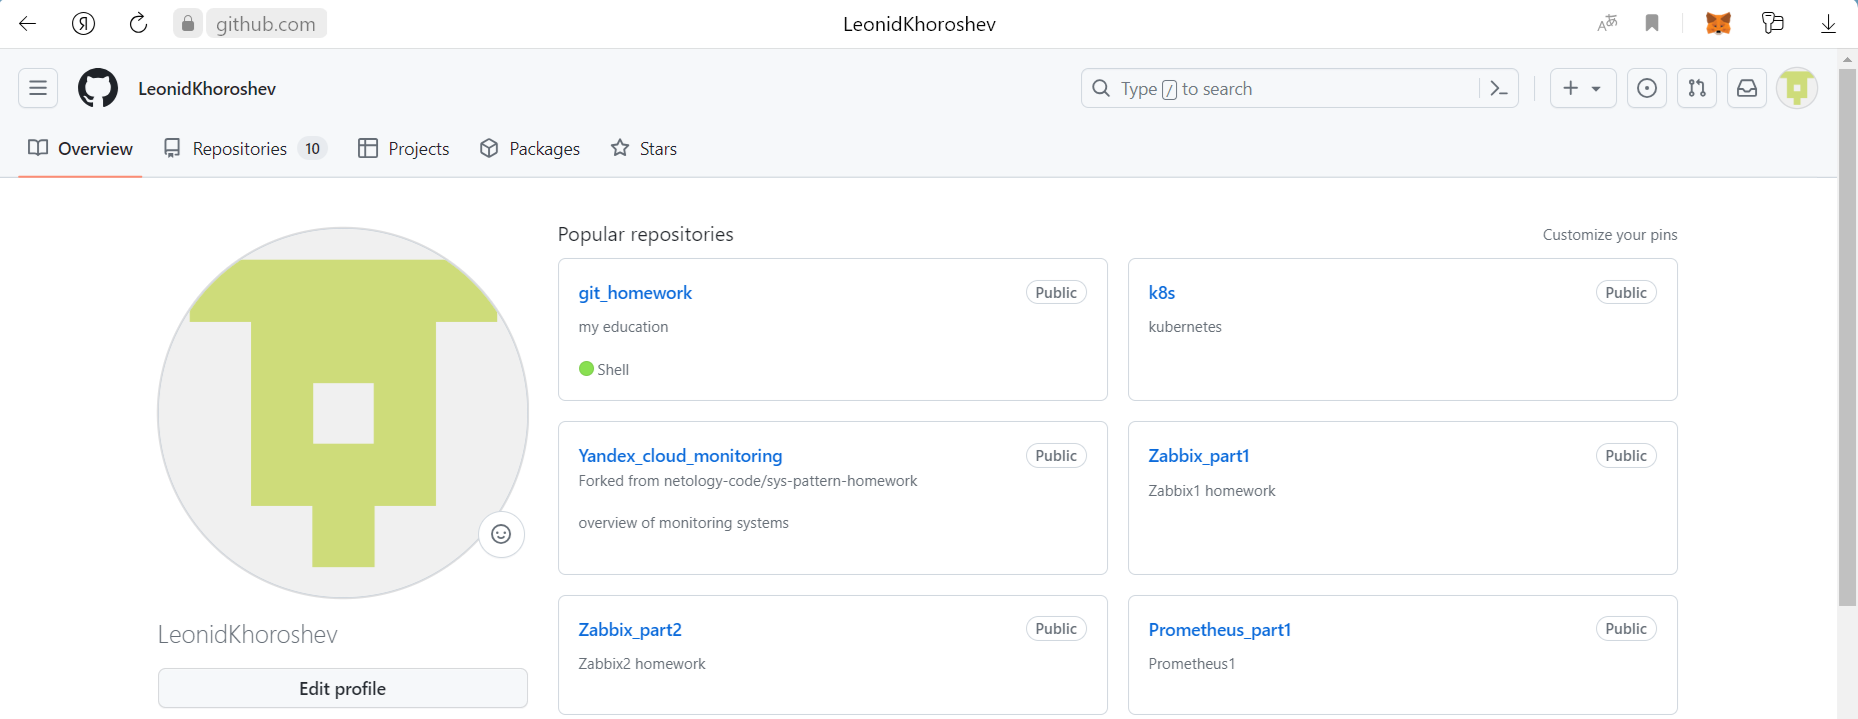 Я github.com LeonidKhoroshev
LeonidKhoroshev Type / to search
Overview Repositories 10 Projects Packages Stars
Popular repositories Customize your pins
git_homework Public
my education
Shell
k8s Public
kubernetes
Yandex_cloud_monitoring Public
Forked from netology-code/sys-pattern-homework
overview of monitoring systems
Zabbix_part1 Public
Zabbix1 homework
Zabbix_part2 Public
Zabbix2 homework
Prometheus_part1 Public
Prometheus1
LeonidKhoroshev
Edit profile